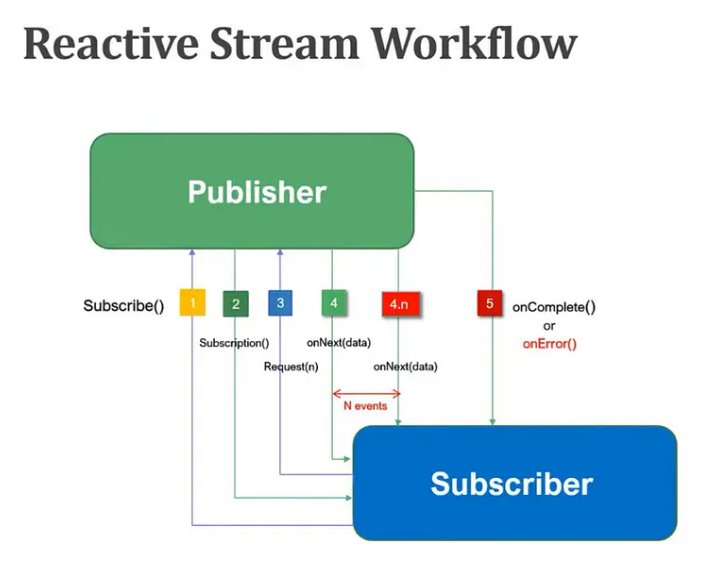 Reactive Stream Workflow
Publisher
Subscribe()
1
2
3
4
4.n
5
onComplete()
or
onError()
Subscription()
onNext(data)
Request(n)
onNext(data)
N events
Subscriber